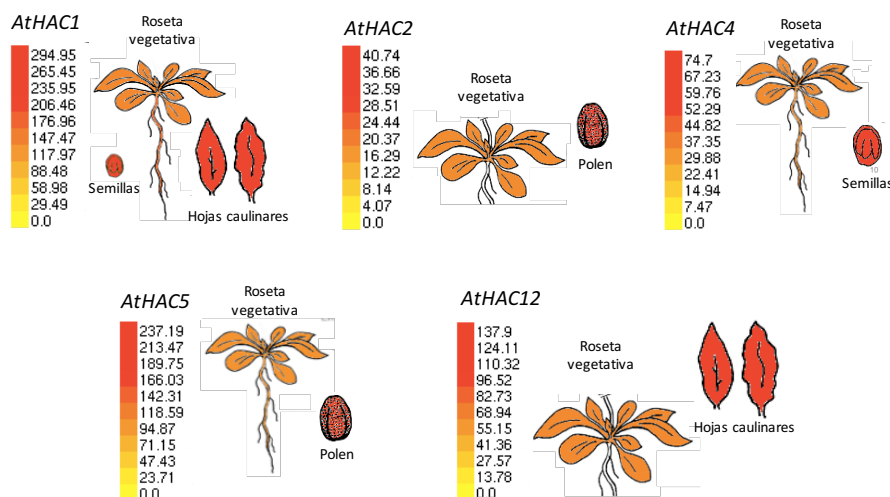 AtHAC1
294.95
265.45
235.95
206.46
176.96
147.47
117.97
88.48
58.98
29.49
0.0
Roseta
vegetativa
Semillas
Hojas caulinares
AtHAC2
40.74
36.66
32.59
28.51
24.44
20.37
16.29
12.22
8.14
4.07
0.0
Roseta
vegetativa
Polen
AtHAC4
74.7
67.23
59.76
52.29
44.82
37.35
29.88
22.41
14.94
7.47
0.0
Roseta
vegetativa
10
Semillas
AtHAC5
237.19
213.47
189.75
166.03
142.31
118.59
94.87
71.15
47.43
23.71
0.0
Roseta
vegetativa
Polen
AtHAC12
137.9
124.11
110.32
96.52
82.73
68.94
55.15
41.36
27.57
13.78
0.0
Roseta
vegetativa
Hojas caulinares